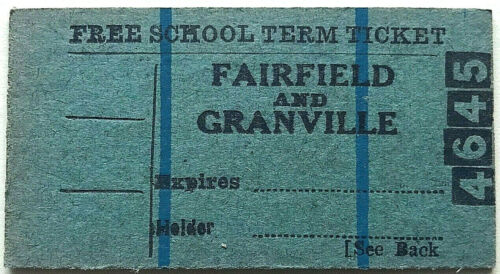 FREE SCHOOL TERM TICKET
FAIRFIELD
AND
GRANVILLE
Expires
Holder
[See Back
4645